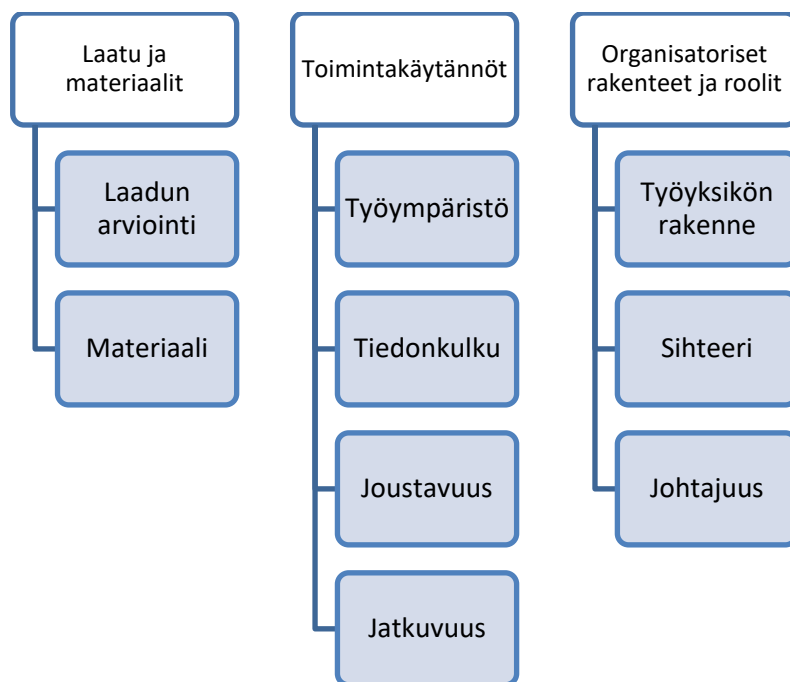 Laatu ja
materiaalit
Laadun
arviointi
Materiaali
Toimintakäytännöt
Työympäristö
Tiedonkulku
Joustavuus
Jatkuvuus
Organisatoriset
rakenteet ja roolit
Työyksikön
rakenne
Sihteeri
Johtajuus